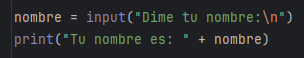 nombre = input("Dime tu nombre:\n")
print("Tu nombre es: " + nombre)